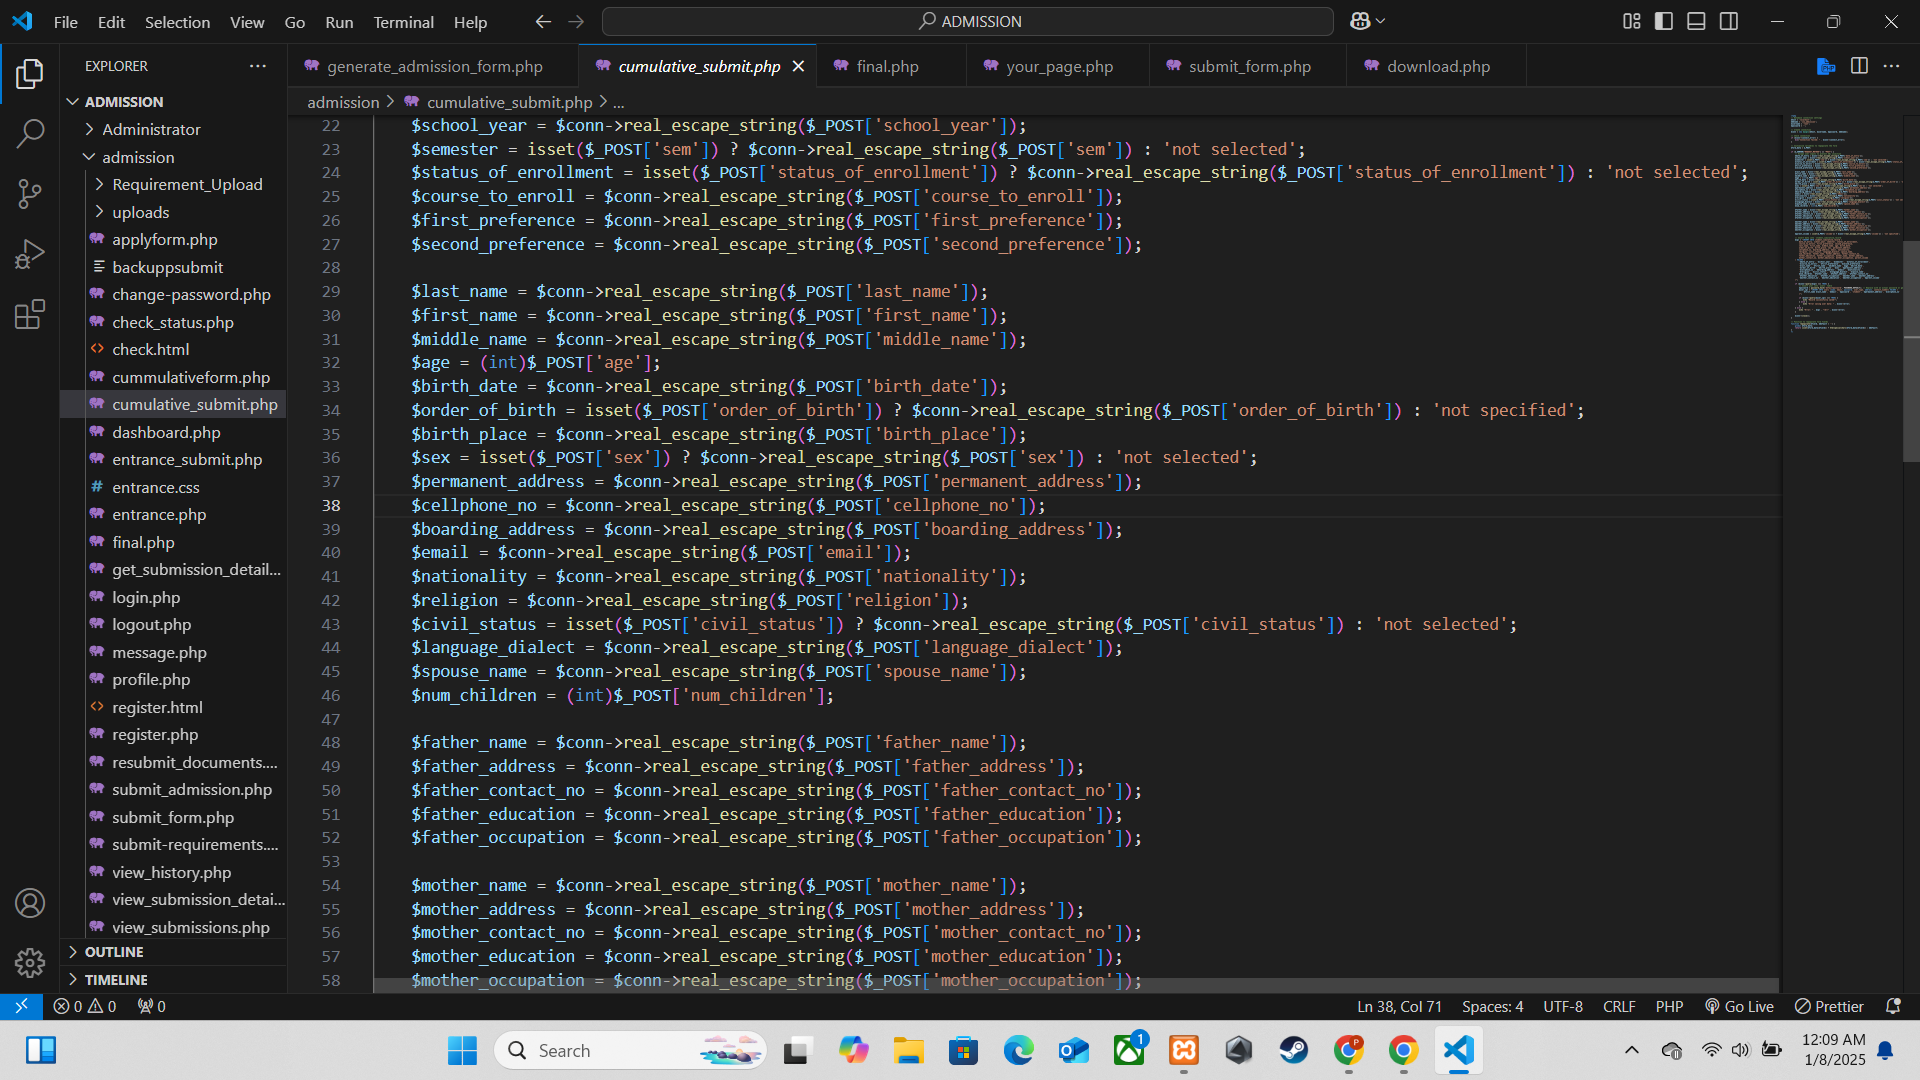 File Edit Selection View Go Run Terminal Help
ADMISSION
EXPLORER
ADMISSION
Administrator
admission
Requirement_Upload
uploads
applyform.php
backuppsubmit
change-password.php
check_status.php
check.html
cummulativeform.php
cumulative_submit.php
dashboard.php
entrance_submit.php
entrance.css
entrance.php
final.php
get_submission_detail...
login.php
logout.php
message.php
profile.php
register.html
register.php
resubmit_documents....
submit_admission.php
submit_form.php
submit-requirements....
view_history.php
view_submission_detai...
view_submissions.php
OUTLINE
TIMELINE
generate_admission_form.php cumulative_submit.php final.php your_page.php submit_form.php download.php
admission > cumulative_submit.php > ...
22 $school_year = $conn->real_escape_string($_POST['school_year']);
23 $semester = isset($_POST['sem']) ? $conn->real_escape_string($_POST['sem']) : 'not selected';
24 $status_of_enrollment = isset($_POST['status_of_enrollment']) ? $conn->real_escape_string($_POST['status_of_enrollment']) : 'not selected';
25 $course_to_enroll = $conn->real_escape_string($_POST['course_to_enroll']);
26 $first_preference = $conn->real_escape_string($_POST['first_preference']);
27 $second_preference = $conn->real_escape_string($_POST['second_preference']);
28
29 $last_name = $conn->real_escape_string($_POST['last_name']);
30 $first_name = $conn->real_escape_string($_POST['first_name']);
31 $middle_name = $conn->real_escape_string($_POST['middle_name']);
32 $age = (int)$_POST['age'];
33 $birth_date = $conn->real_escape_string($_POST['birth_date']);
34 $order_of_birth = isset($_POST['order_of_birth']) ? $conn->real_escape_string($_POST['order_of_birth']) : 'not specified';
35 $birth_place = $conn->real_escape_string($_POST['birth_place']);
36 $sex = isset($_POST['sex']) ? $conn->real_escape_string($_POST['sex']) : 'not selected';
37 $permanent_address = $conn->real_escape_string($_POST['permanent_address']);
38 $cellphone_no = $conn->real_escape_string($_POST['cellphone_no']);
39 $boarding_address = $conn->real_escape_string($_POST['boarding_address']);
40 $email = $conn->real_escape_string($_POST['email']);
41 $nationality = $conn->real_escape_string($_POST['nationality']);
42 $religion = $conn->real_escape_string($_POST['religion']);
43 $civil_status = isset($_POST['civil_status']) ? $conn->real_escape_string($_POST['civil_status']) : 'not selected';
44 $language_dialect = $conn->real_escape_string($_POST['language_dialect']);
45 $spouse_name = $conn->real_escape_string($_POST['spouse_name']);
46 $num_children = (int)$_POST['num_children'];
47
48 $father_name = $conn->real_escape_string($_POST['father_name']);
49 $father_address = $conn->real_escape_string($_POST['father_address']);
50 $father_contact_no = $conn->real_escape_string($_POST['father_contact_no']);
51 $father_education = $conn->real_escape_string($_POST['father_education']);
52 $father_occupation = $conn->real_escape_string($_POST['father_occupation']);
53
54 $mother_name = $conn->real_escape_string($_POST['mother_name']);
55 $mother_address = $conn->real_escape_string($_POST['mother_address']);
56 $mother_contact_no = $conn->real_escape_string($_POST['mother_contact_no']);
57 $mother_education = $conn->real_escape_string($_POST['mother_education']);
58 $mother_occupation = $conn->real_escape_string($_POST['mother_occupation']);
0 0 0 Ln 38, Col 71 Spaces: 4 UTF-8 CRLF PHP Go Live Prettier
Search
1
P
12:09 AM
1/8/2025